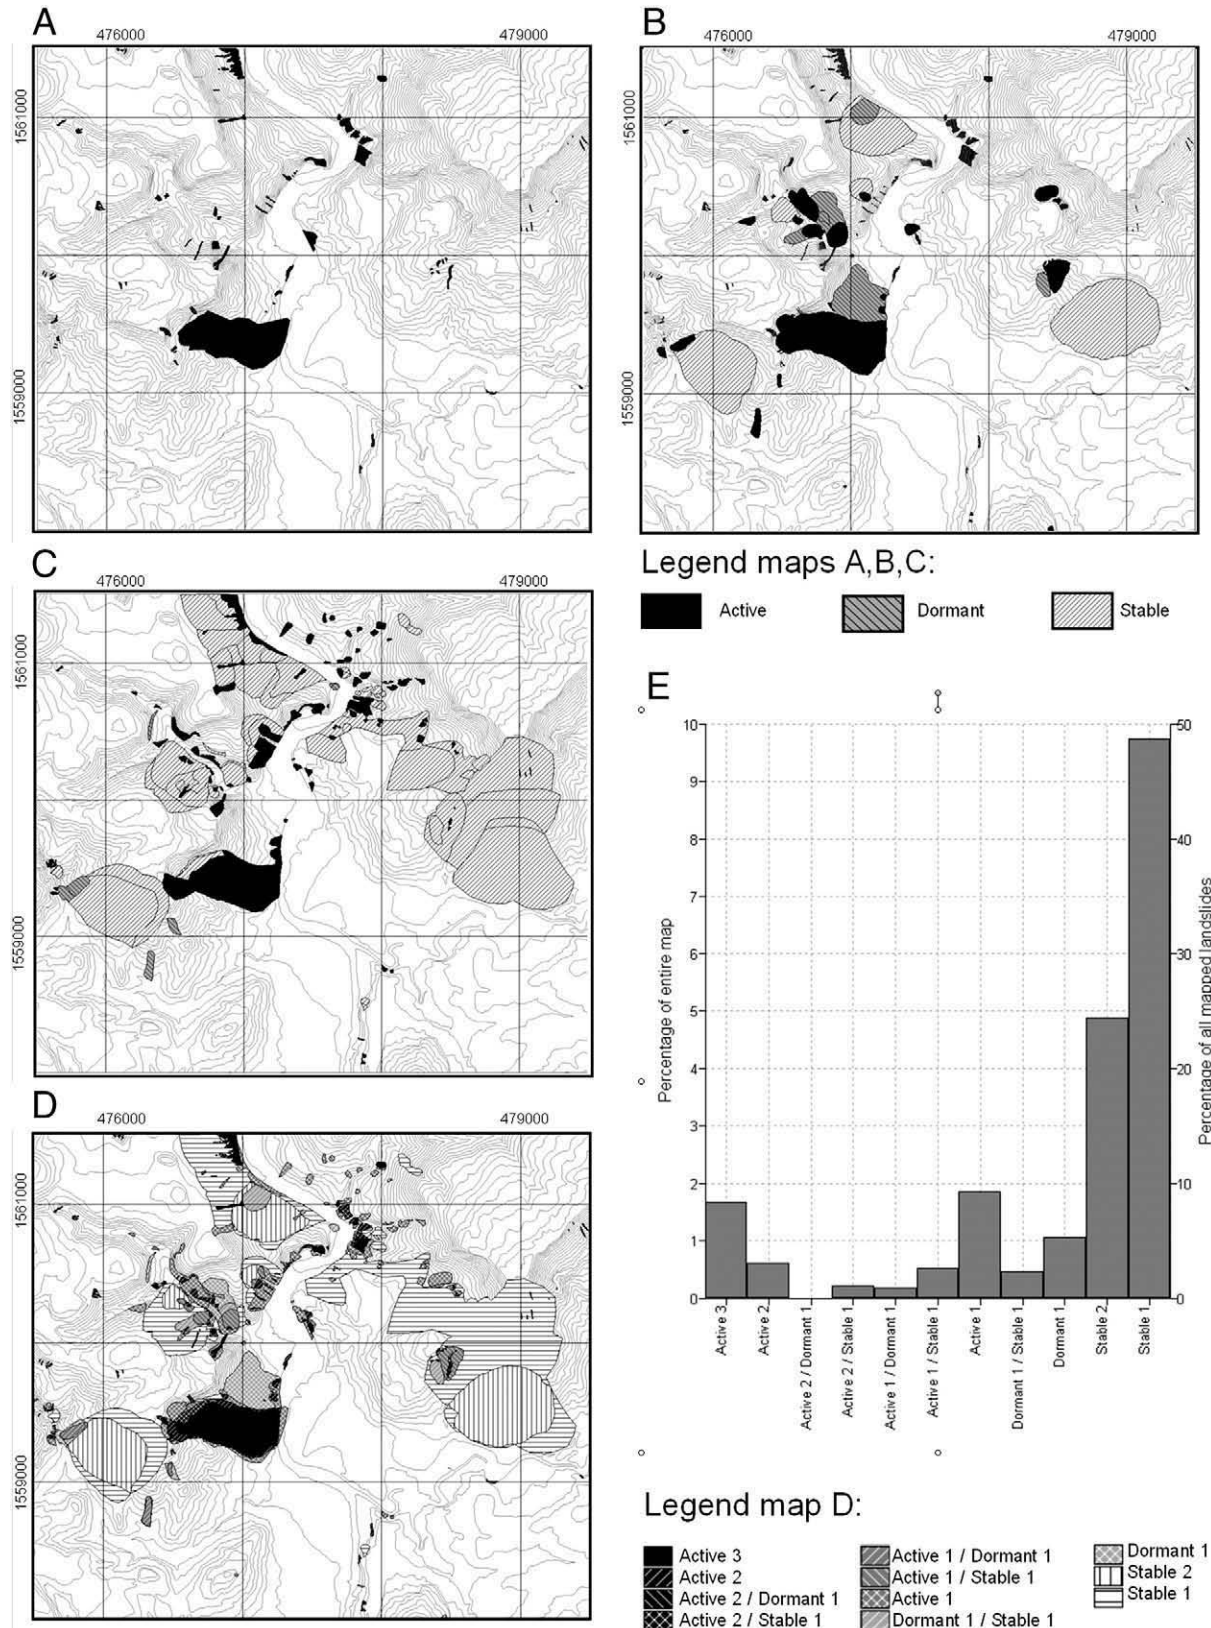 A
476000
479000
1561000
1559000
B
476000
479000
1561000
1559000
Legend maps A,B,C:
Active
Dormant
Stable
C
476000
479000
1561000
1559000
D
476000
479000
1561000
1559000
E
Percentage of entire map
10
9
8
7
6
5
4
3
2
1
0
50
40
30
20
10
0
Percentage of all mapped landslides
Active 3
Active 2
Active 2 / Dormant 1
Active 2 / Stable 1
Active 1 / Dormant 1
Active 1 / Stable 1
Active 1
Dormant 1 / Stable 1
Dormant 1
Stable 2
Stable 1
Legend map D:
Active 3
Active 2
Active 2 / Dormant 1
Active 2 / Stable 1
Active 1 / Dormant 1
Active 1 / Stable 1
Active 1
Dormant 1 / Stable 1
Dormant 1
Stable 2
Stable 1